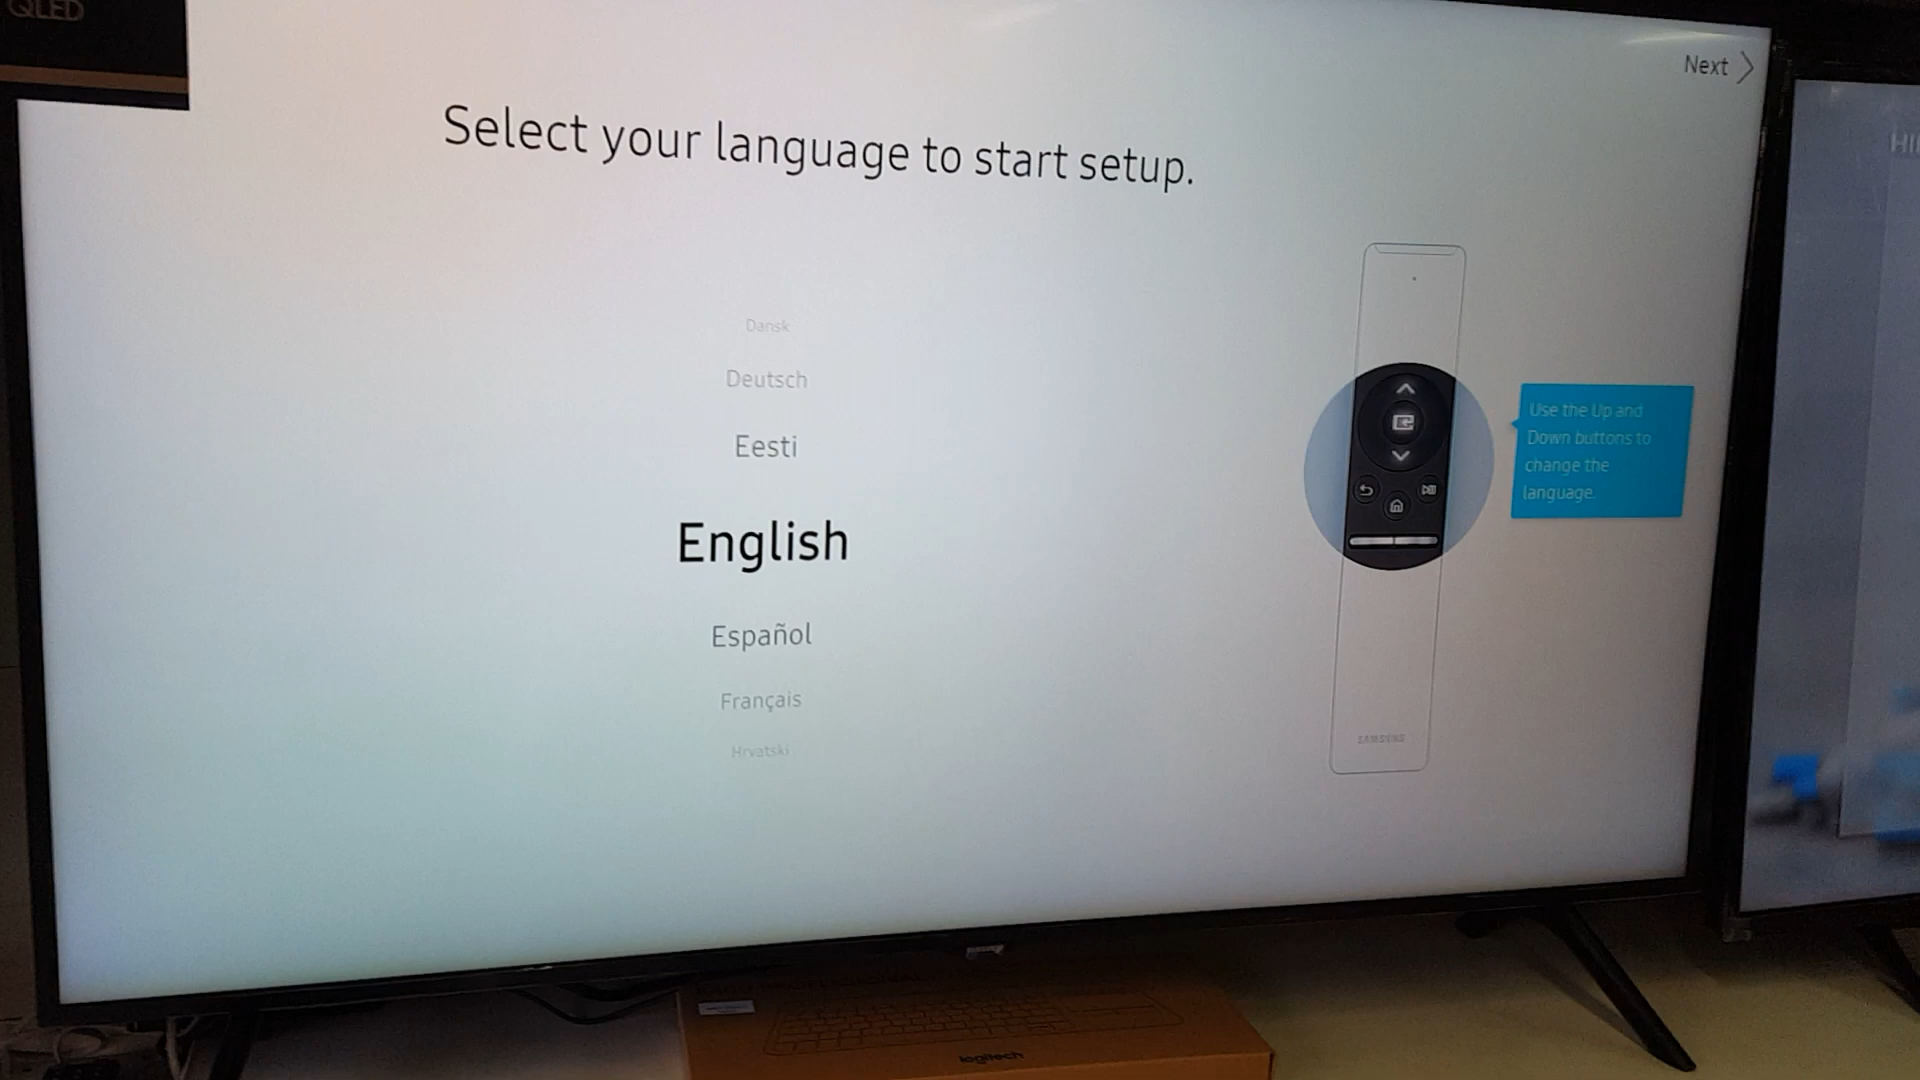 QLED
Next
Select your language to start setup.
Dansk
Deutsch
Eesti
English
Español
Français
Hrvatski
Use the Up and
Down buttons to
change the
language.
SAMSUNG
logitech